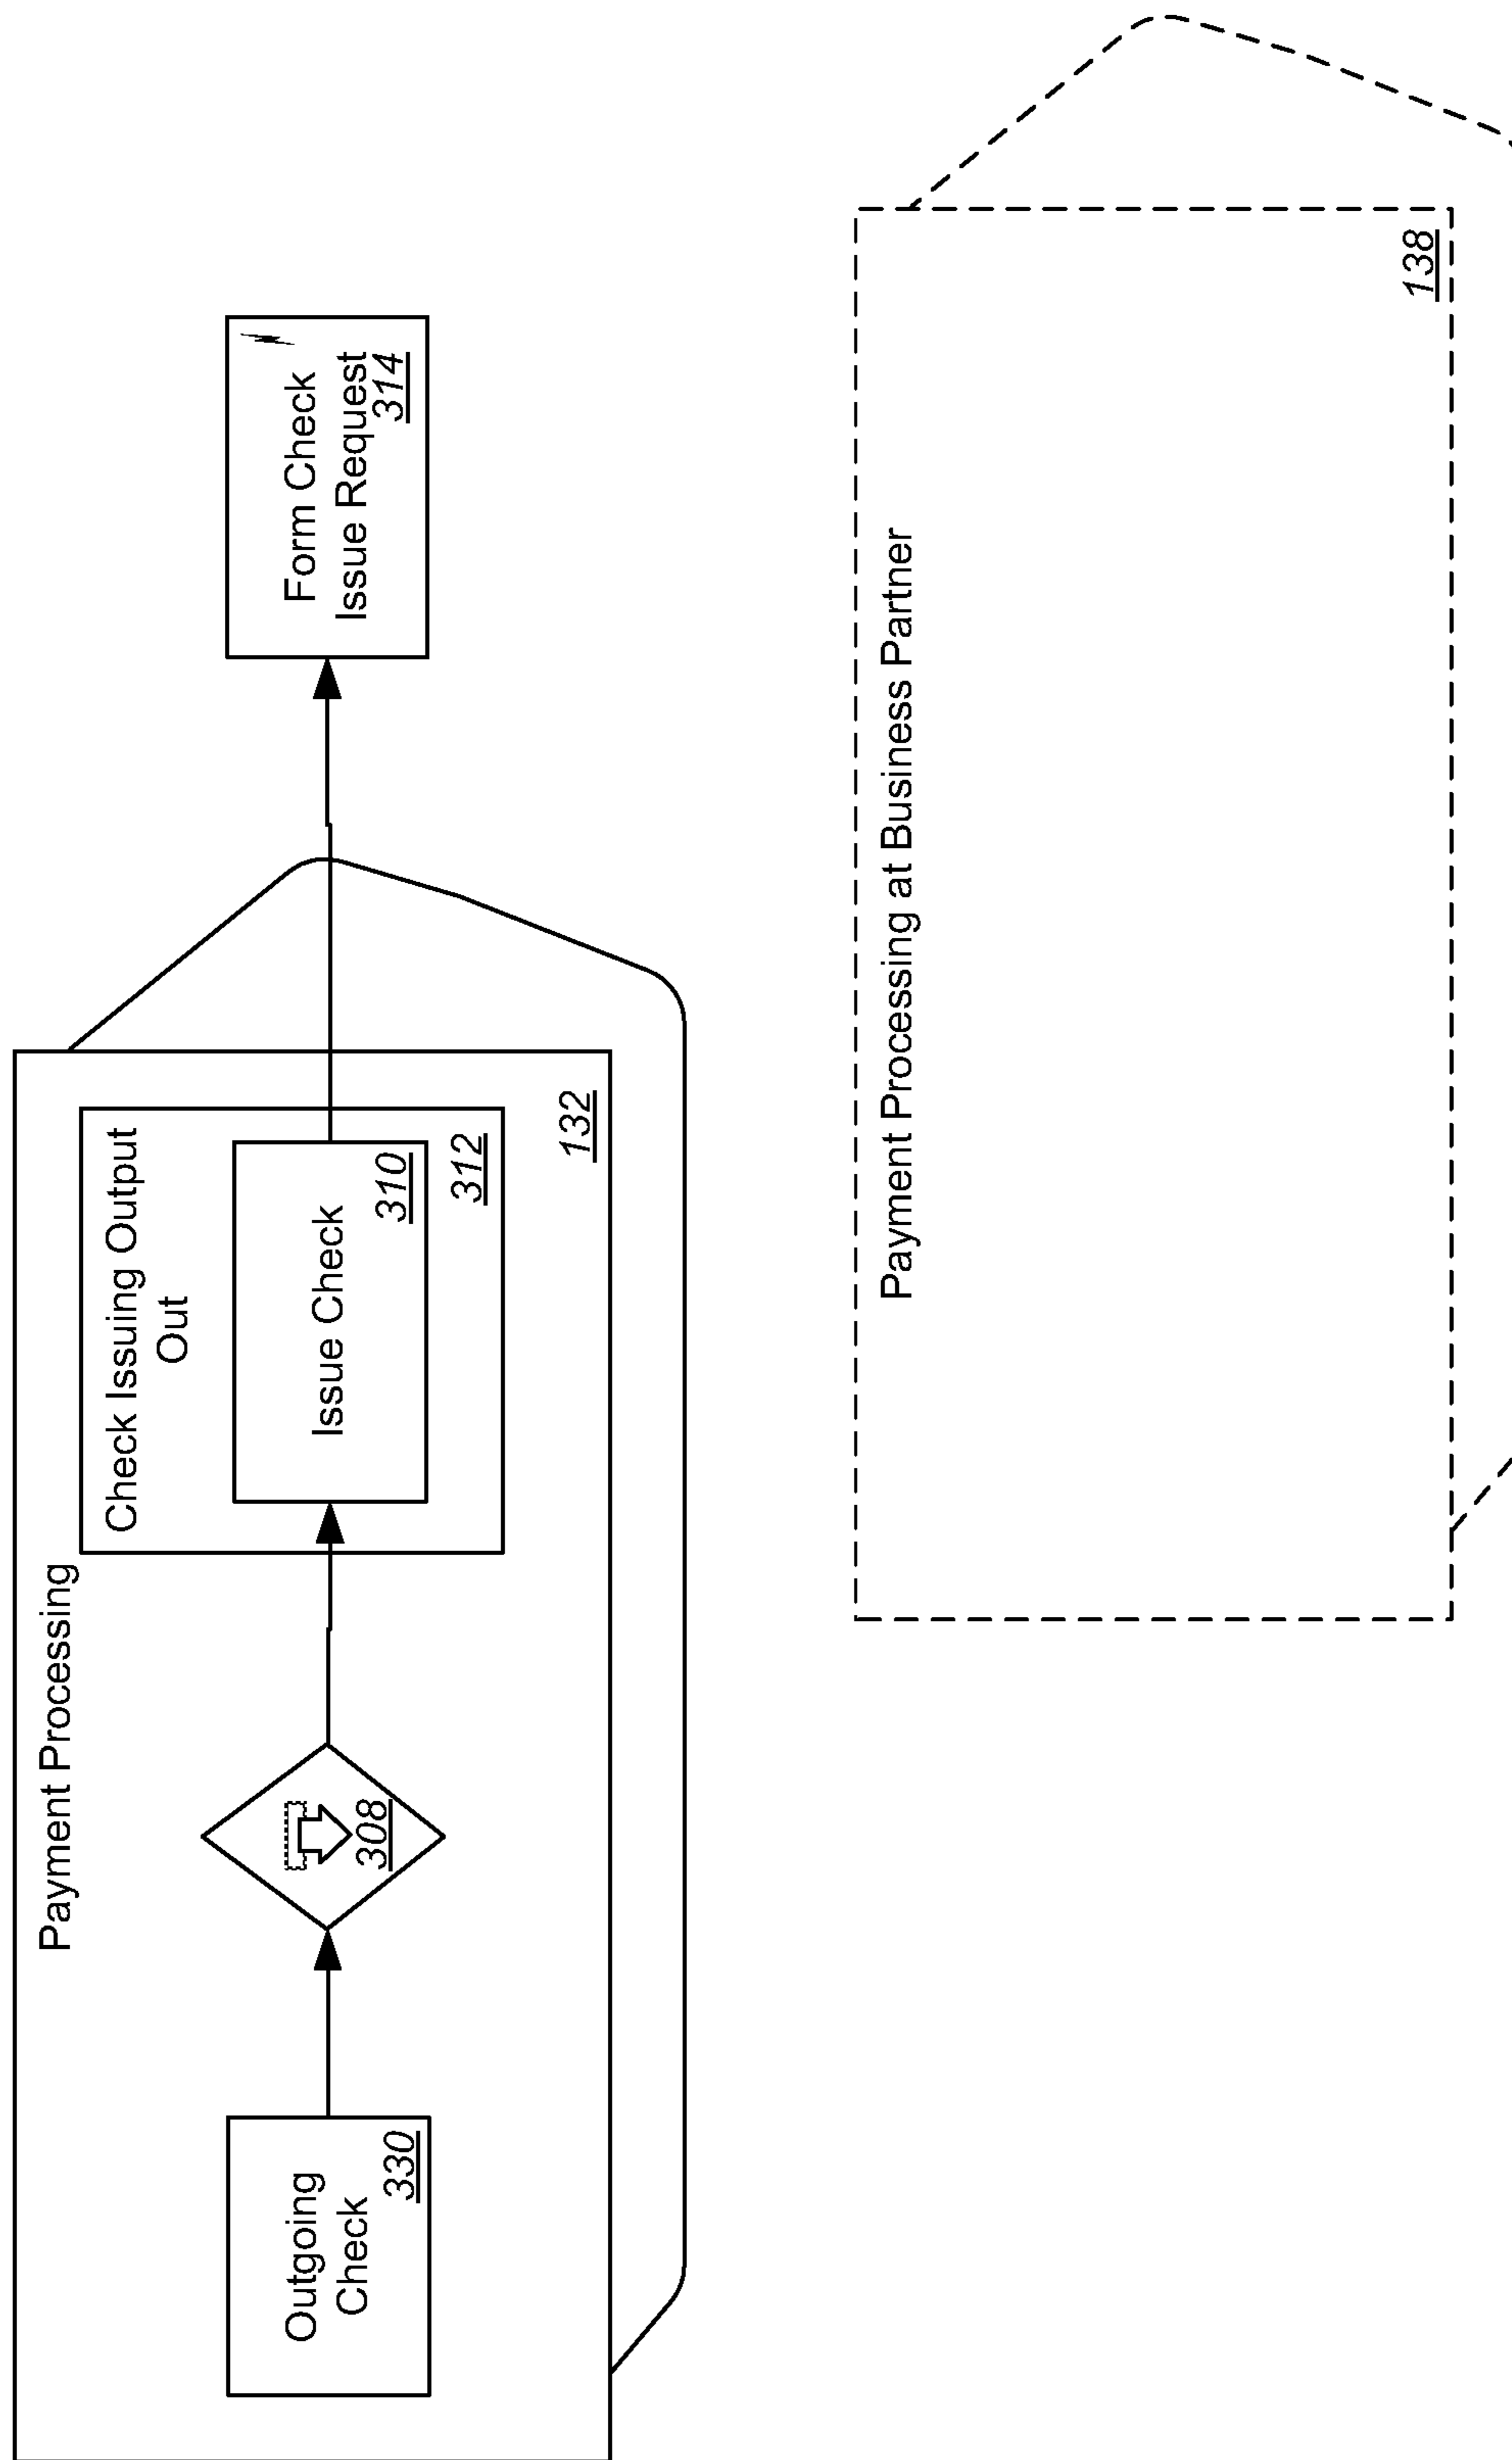 Payment Processing
Outgoing
Check
330
308
Check Issuing Output
Out
Issue Check
310
312
132
Form Check
Issue Request
314
Payment Processing at Business Partner
138